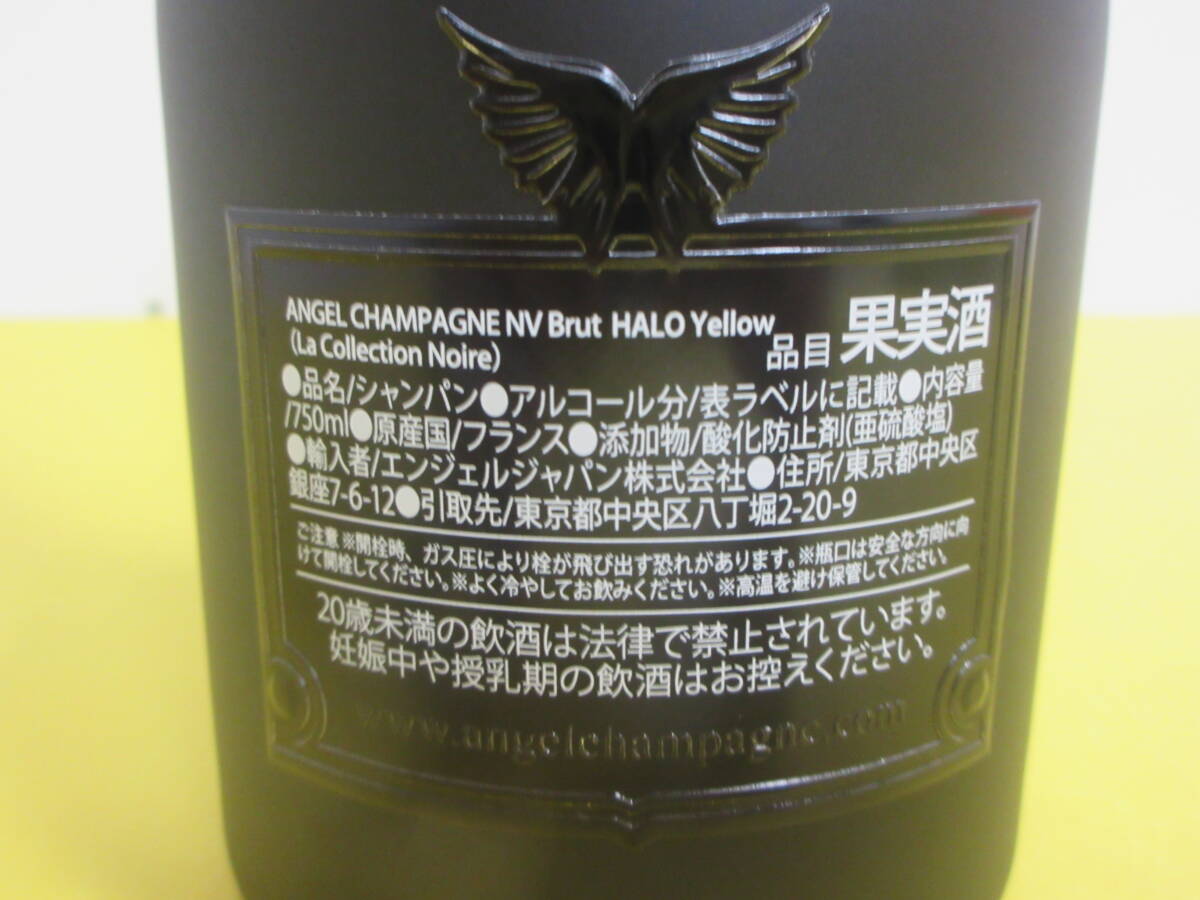 ANGEL CHAMPAGNE NV Brut HALO Yellow
（La Collection Noire）
品目 果実酒
●品名/シャンパン●アルコール分/表ラベルに記載●内容量
/750ml●原産国/フランス●添加物/酸化防止剤(亜硫酸塩)
●輸入者/エンジェルジャパン株式会社●住所/東京都中央区
銀座7-6-12●引取先/東京都中央区八丁堀2-20-9
ご注意 ※開栓時、ガス圧により栓が飛び出す恐れがあります。※瓶口は安全な方向に向
けて開栓してください。※よく冷やしてお飲みください。※高温を避け保管してください。
20歳未満の飲酒は法律で禁止されています。
妊娠中や授乳期の飲酒はお控えください。
www.angelchampagne.com